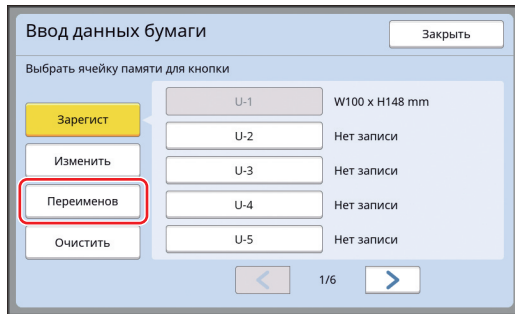 Ввод данных бумаги
Закрыть
Выбрать ячейку памяти для кнопки
Зарегист
Изменить
Переименов
Очистить
U-1 W100 x H148 mm
U-2 Нет записи
U-3 Нет записи
U-4 Нет записи
U-5 Нет записи
1/6